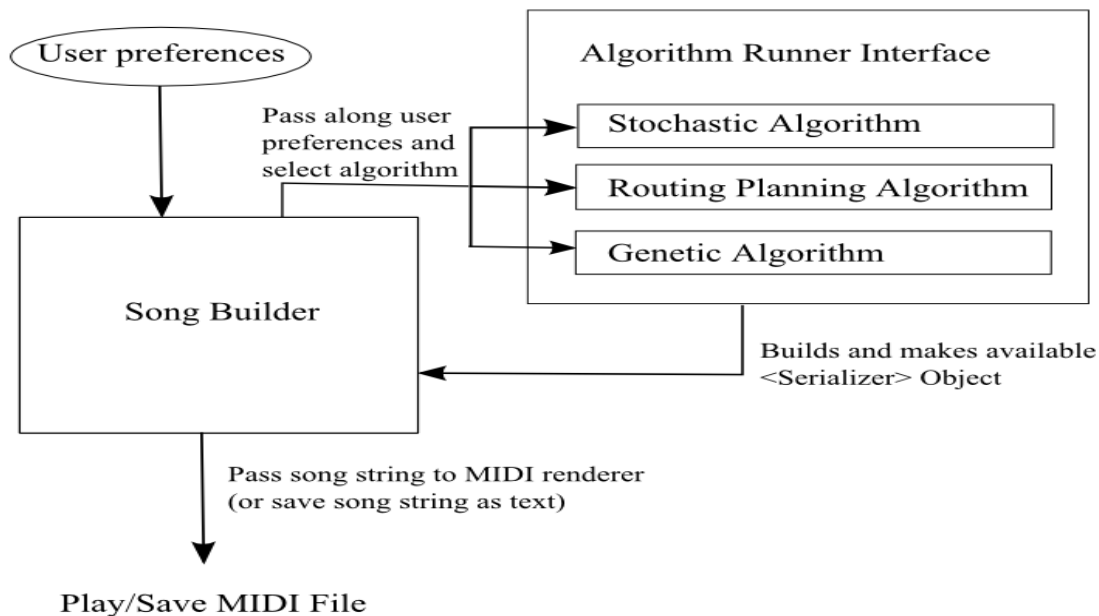 User preferences
Algorithm Runner Interface
Pass along user
preferences and
select algorithm
Stochastic Algorithm
Routing Planning Algorithm
Genetic Algorithm
Song Builder
Builds and makes available
<Serializer> Object
Pass song string to MIDI renderer
(or save song string as text)
Play/Save MIDI File